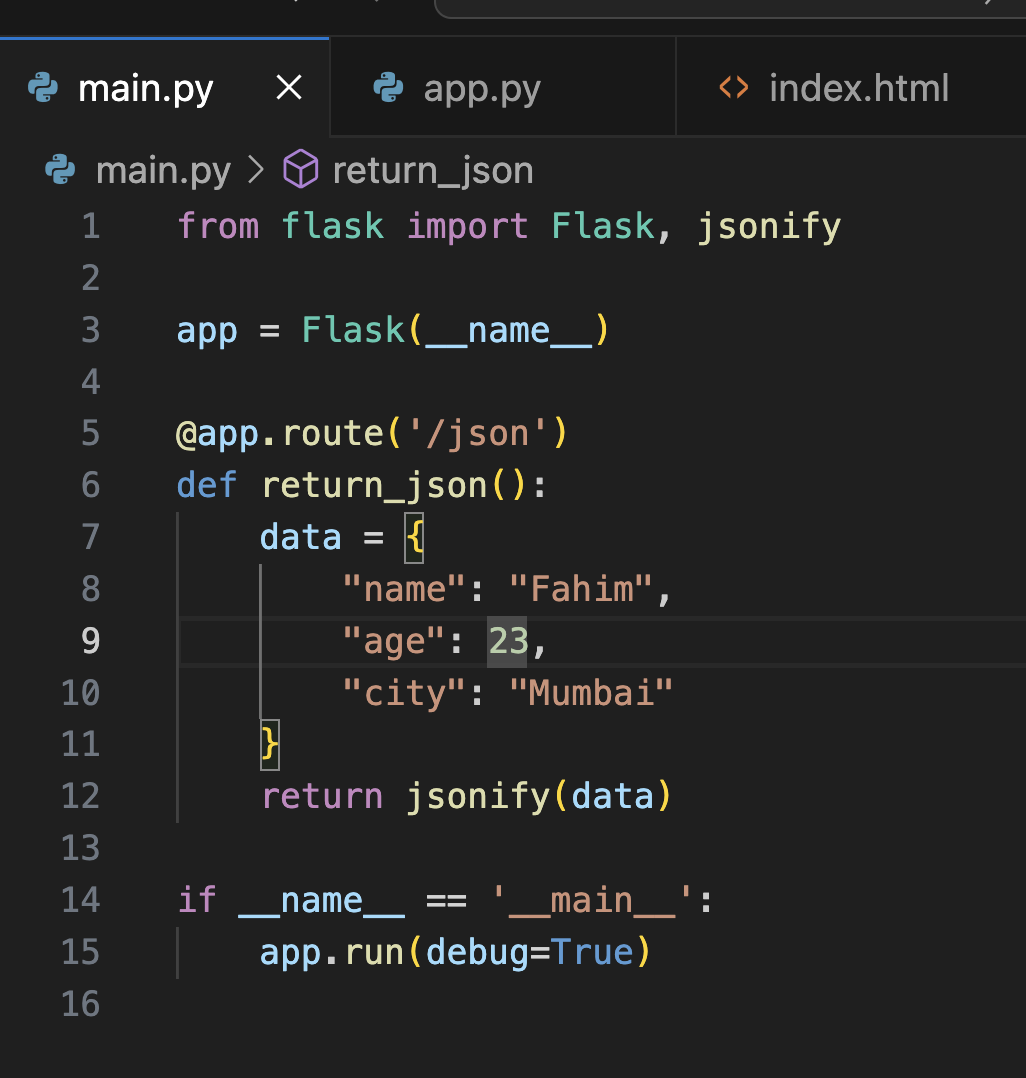 main.py app.py index.html
main.py > return_json
1 from flask import Flask, jsonify
2
3 app = Flask(__name__)
4
5 @app.route('/json')
6 def return_json():
7     data = {
8         "name": "Fahim",
9         "age": 23,
10         "city": "Mumbai"
11     }
12     return jsonify(data)
13
14 if __name__ == '__main__':
15     app.run(debug=True)
16